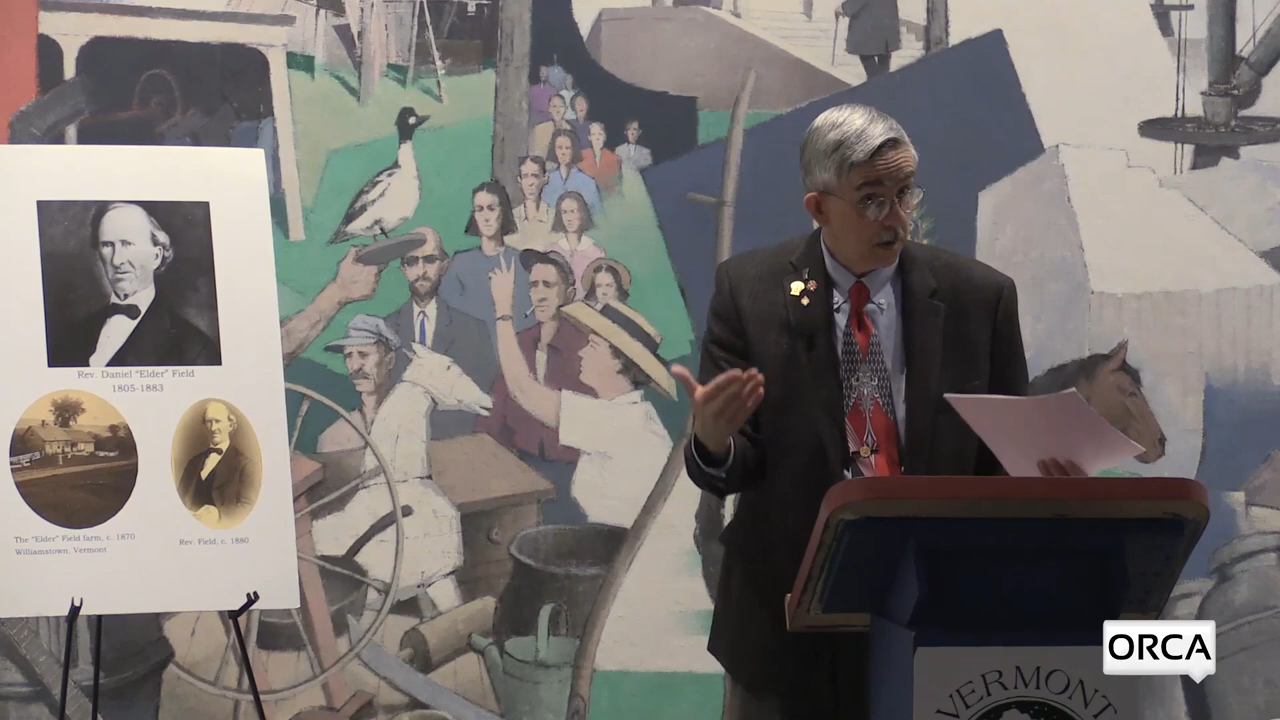 Rev. Daniel "Elder" Field
1805-1883
The "Elder" Field farm, c. 1870
Williamstown, Vermont
Rev. Field, c. 1880
ORCA
VERMONT